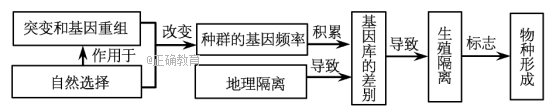 突变和基因重组
作用于
自然选择
改变
种群的基因频率
@正确教育
地理隔离
积累
导致
基因库的差别
导致
生殖隔离
标志
物种形成